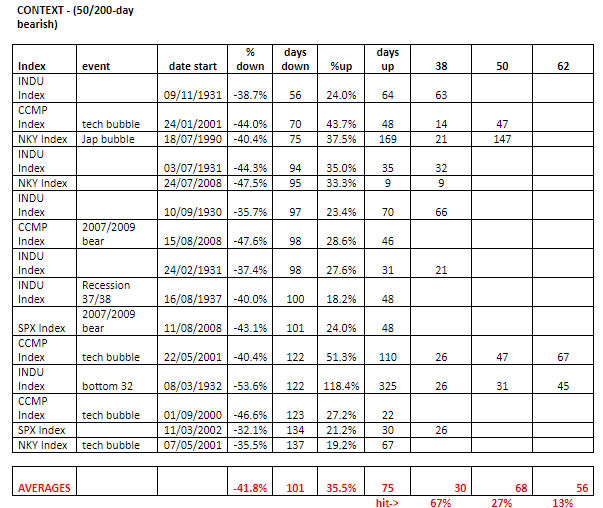 CONTEXT - (50/200-day
bearish)
Index event date start % down days down %up days up 38 50 62
INDU Index 09/11/1931 -38.7% 56 24.0% 64 63
CCMP Index tech bubble 24/01/2001 -44.0% 70 43.7% 48 14 47
NKY Index Jap bubble 18/07/1990 -40.4% 75 37.5% 169 21 147
INDU Index 03/07/1931 -44.3% 94 35.0% 35 32
NKY Index 24/07/2008 -47.5% 95 33.3% 9 9
INDU Index 10/09/1930 -35.7% 97 23.4% 70 66
CCMP Index 2007/2009 bear 15/08/2008 -47.6% 98 28.6% 46
INDU Index 24/02/1931 -37.4% 98 27.6% 31 21
INDU Index Recession 37/38 16/08/1937 -40.0% 100 18.2% 48
SPX Index 2007/2009 bear 11/08/2008 -43.1% 101 24.0% 48
CCMP Index tech bubble 22/05/2001 -40.4% 122 51.3% 110 26 47 67
INDU Index bottom 32 08/03/1932 -53.6% 122 118.4% 325 26 31 45
CCMP Index tech bubble 01/09/2000 -46.6% 123 27.2% 22
SPX Index 11/03/2002 -32.1% 134 21.2% 30 26
NKY Index tech bubble 07/05/2001 -35.5% 137 19.2% 67
AVERAGES -41.8% 101 35.5% 75 30 68 56
hit-> 67% 27% 13%